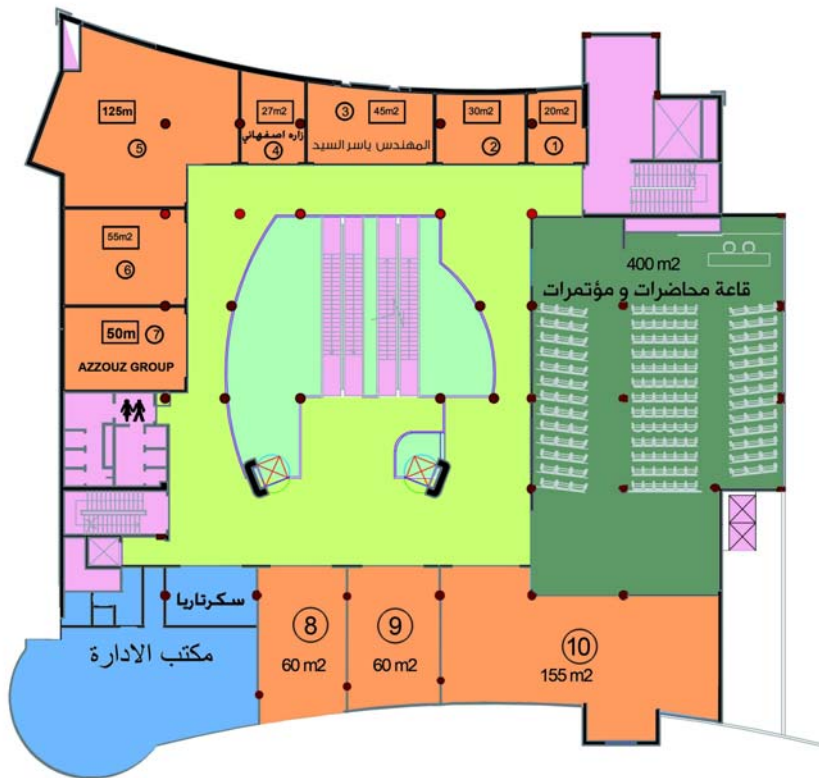 125m
5
27m2
زاره اصفهاني
4
3
45m2
المهندس ياسر السيد
30m2
2
20m2
1
55m2
6
50m
7
AZZOUZ GROUP
400 m2
قاعة محاضرات و مؤتمرات
سكرتاريا
مكتب الادارة
8
60 m2
9
60 m2
10
155 m2